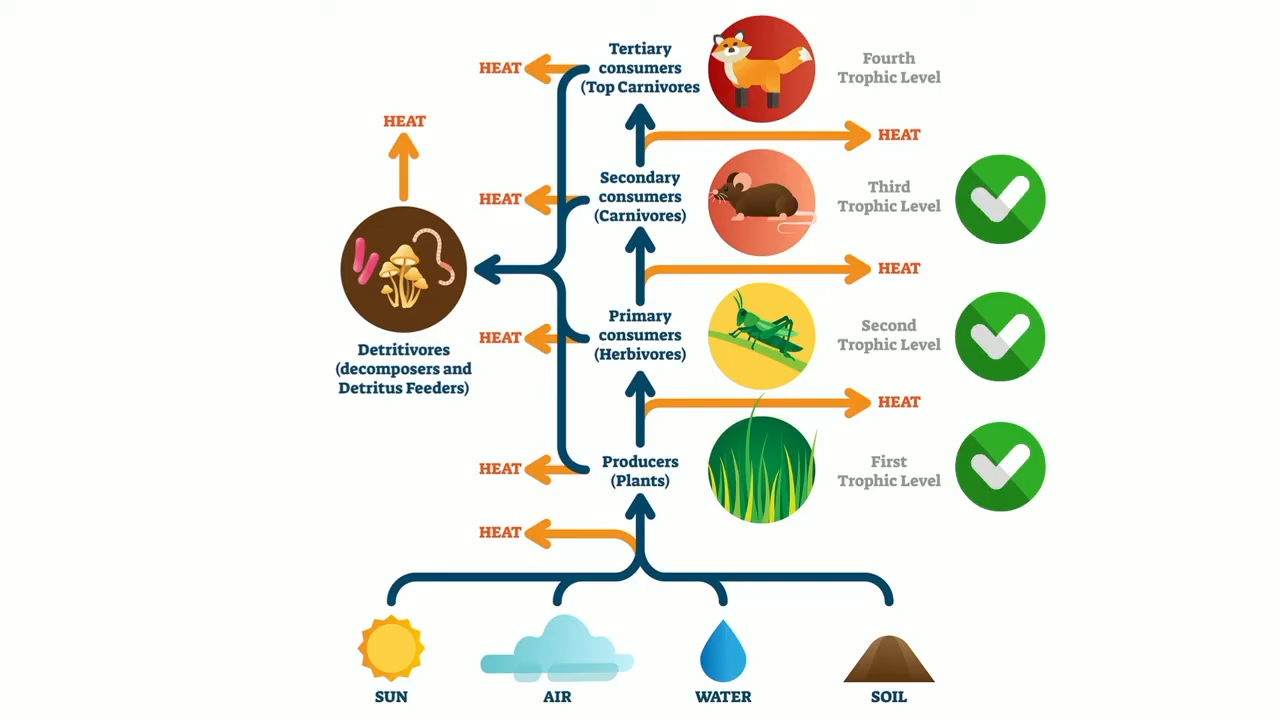 Tertiary
consumers
(Top Carnivores
HEAT
Fourth
Trophic Level
HEAT
HEAT
Secondary
consumers
(Carnivores)
HEAT
Third
Trophic Level
HEAT
Primary
consumers
(Herbivores)
HEAT
Second
Trophic Level
Detritivores
(decomposers and
Detritus Feeders)
HEAT
Producers
(Plants)
HEAT
First
Trophic Level
HEAT
SUN
AIR
WATER
SOIL